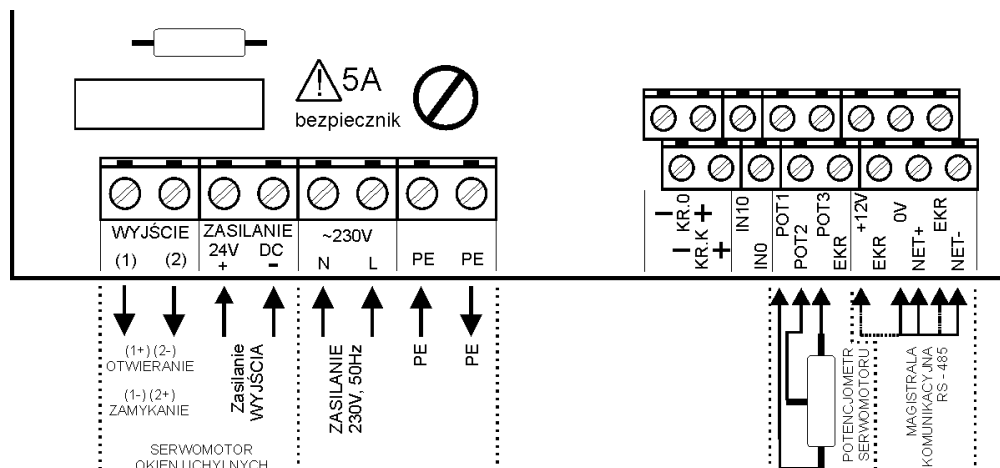 5A
bezpiecznik
WYJŚCIE
(1) (2)
ZASILANIE
24V DC
+ -
~230V
N L
PE
PE
- KR.0 +
- KR.K +
IN10
IN0
POT1
POT2
POT3
EKR
+12V
EKR
0V
NET+
EKR
NET-
(1+) (2-)
OTWIERANIE
(1-) (2+)
ZAMYKANIE
SERWOMOTOR
OKIEN UCHYLNYCH
Zasilanie
WYJŚCIA
ZASILANIE
230V, 50Hz
PE
PE
POTENCJOMETR
SERWOMOTORU
MAGISTRALA
KOMUNIKACYJNA
RS - 485